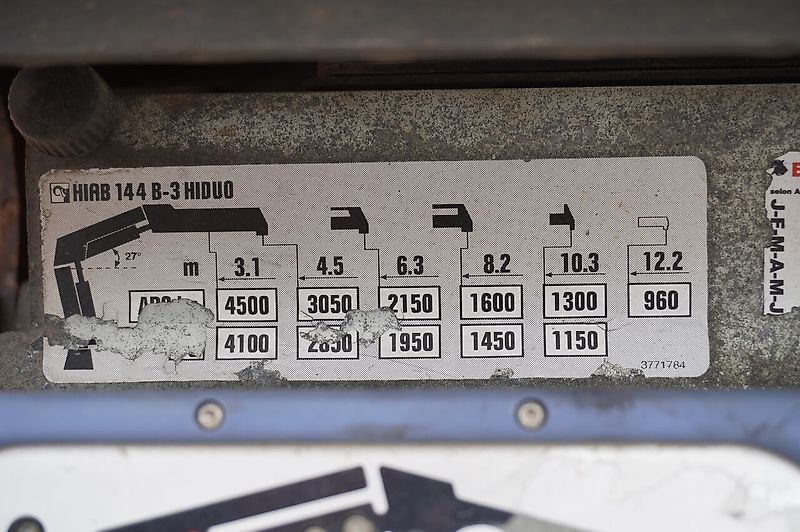 HIAB 144 B-3 HIDUO
27°
m 3.1 4.5 6.3 8.2 10.3 12.2
4500 3050 2150 1600 1300 960
4100 1950 1450 1150
3771784
selon
J-F-M-A-M-J